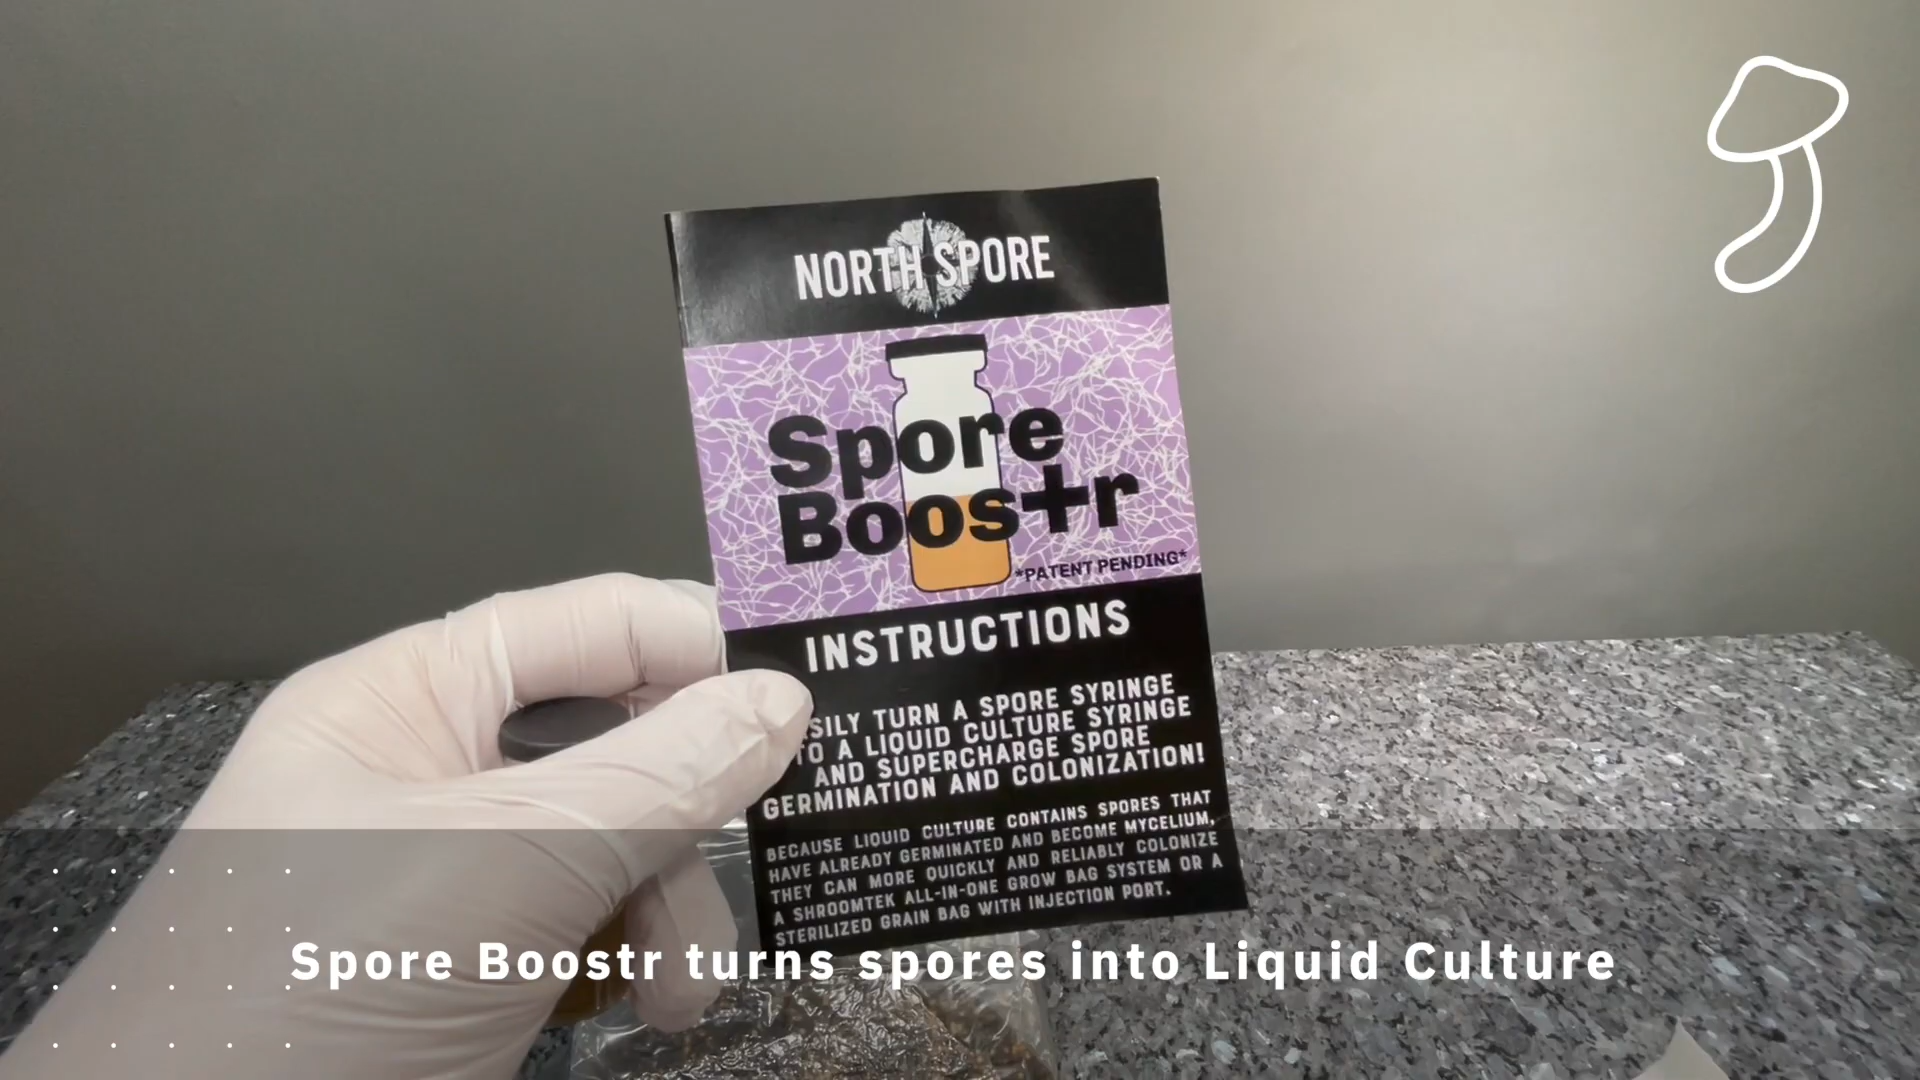 NORTH SPORE
Spore
Boostr
*PATENT PENDING*
INSTRUCTIONS
SILY TURN A SPORE SYRINGE
TO A LIQUID CULTURE SYRINGE
AND SUPERCHARGE SPORE
GERMINATION AND COLONIZATION!
BECAUSE LIQUID CULTURE CONTAINS SPORES THAT
HAVE ALREADY GERMINATED AND BECOME MYCELIUM,
THEY CAN MORE QUICKLY AND RELIABLY COLONIZE
A SHROOMTEK ALL-IN-ONE GROW BAG SYSTEM OR A
STERILIZED GRAIN BAG WITH INJECTION PORT.
Spore Boostr turns spores into Liquid Culture